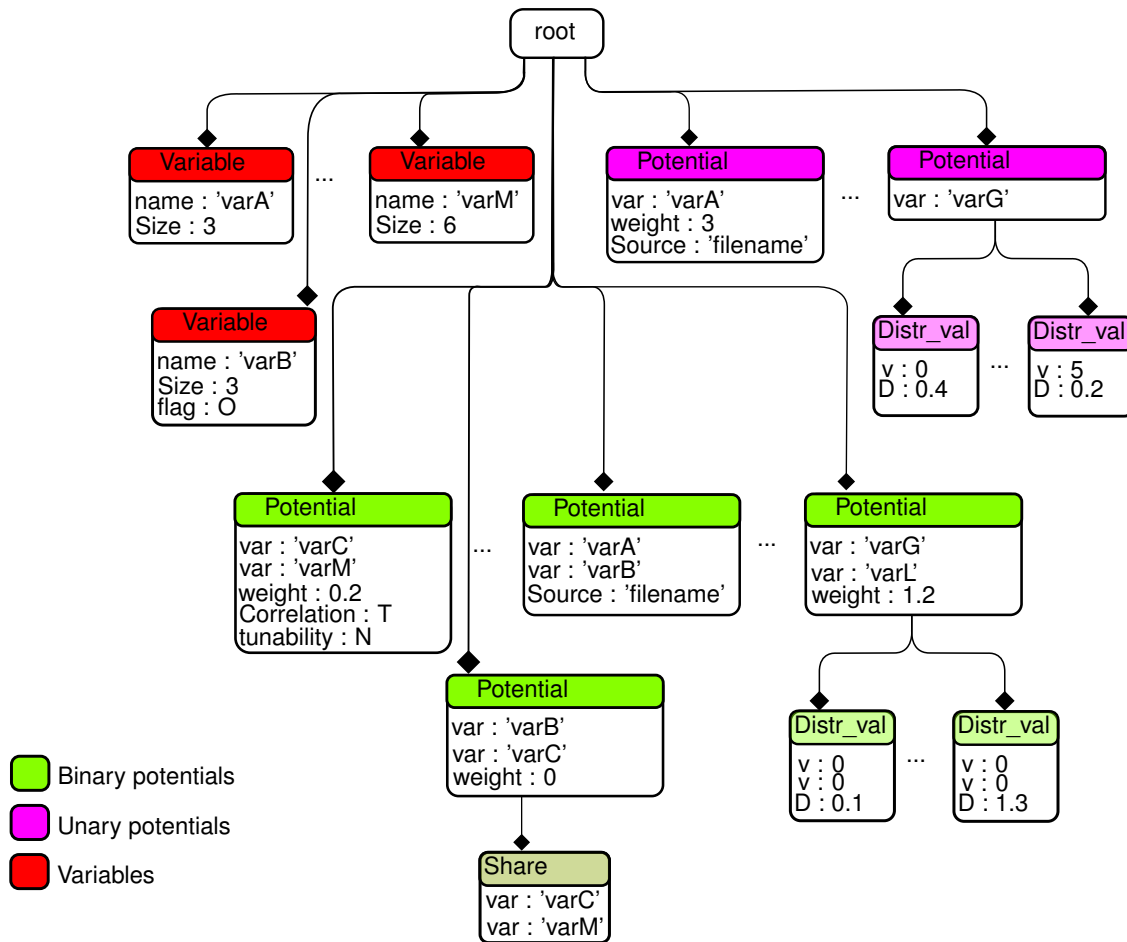 root
Variable
name : 'varA'
Size : 3
...
Variable
name : 'varM'
Size : 6
Potential
var : 'varA'
weight : 3
Source : 'filename'
...
Potential
var : 'varG'
Variable
name : 'varB'
Size : 3
flag : O
Distr_val
v : 0
D : 0.4
...
Distr_val
v : 5
D : 0.2
Potential
var : 'varC'
var : 'varM'
weight : 0.2
Correlation : T
tunability : N
...
Potential
var : 'varA'
var : 'varB'
Source : 'filename'
...
Potential
var : 'varG'
var : 'varL'
weight : 1.2
Potential
var : 'varB'
var : 'varC'
weight : 0
Distr_val
v : 0
v : 0
D : 0.1
...
Distr_val
v : 0
v : 0
D : 1.3
Share
var : 'varC'
var : 'varM'
Binary potentials
Unary potentials
Variables